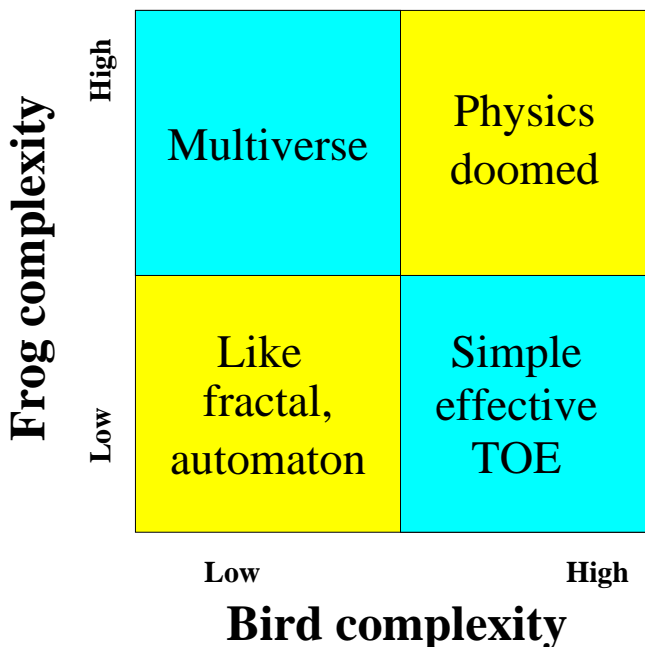 Frog complexity
High
Low
Multiverse
Physics
doomed
Like
fractal,
automaton
Simple
effective
TOE
Low
High
Bird complexity